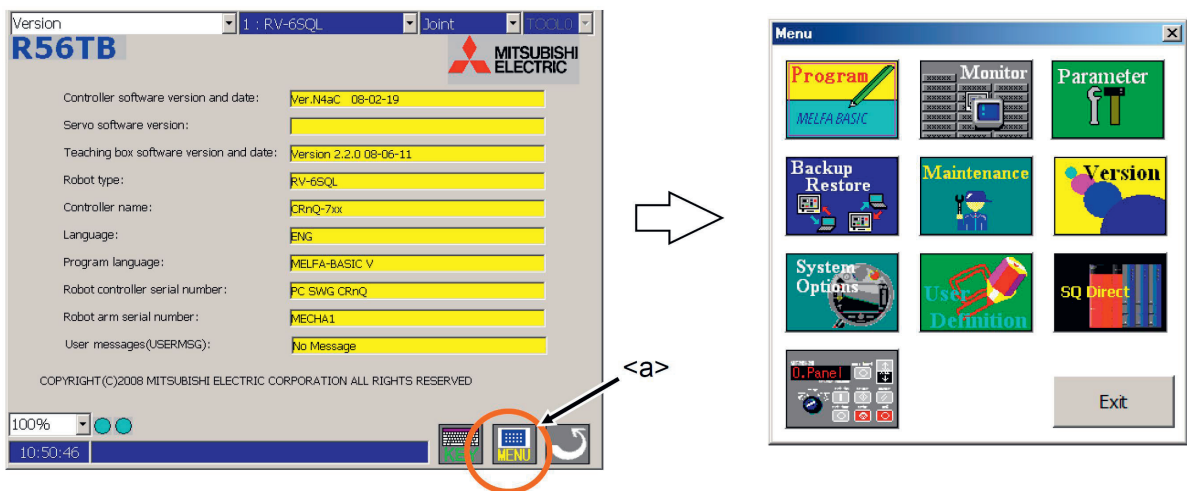 Version
1 : RV-6SQL
Joint
TOOL0
R56TB
MITSUBISHI
ELECTRIC
Controller software version and date:
Ver.N4aC 08-02-19
Servo software version:
Teaching box software version and date:
Version 2.2.0 08-06-11
Robot type:
RV-6SQL
Controller name:
CRnQ-7xx
Language:
ENG
Program language:
MELFA-BASIC V
Robot controller serial number:
PC SWG CRnQ
Robot arm serial number:
MECHA1
User messages(USERMSG):
No Message
COPYRIGHT(C)2008 MITSUBISHI ELECTRIC CORPORATION ALL RIGHTS RESERVED
100%
10:50:46
KEY
MENU
<a>
Menu
Program
MELFA BASIC
Monitor
Parameter
Backup
Restore
Maintenance
Version
System
Options
User
Definition
SQ Direct
O.Panel
Exit